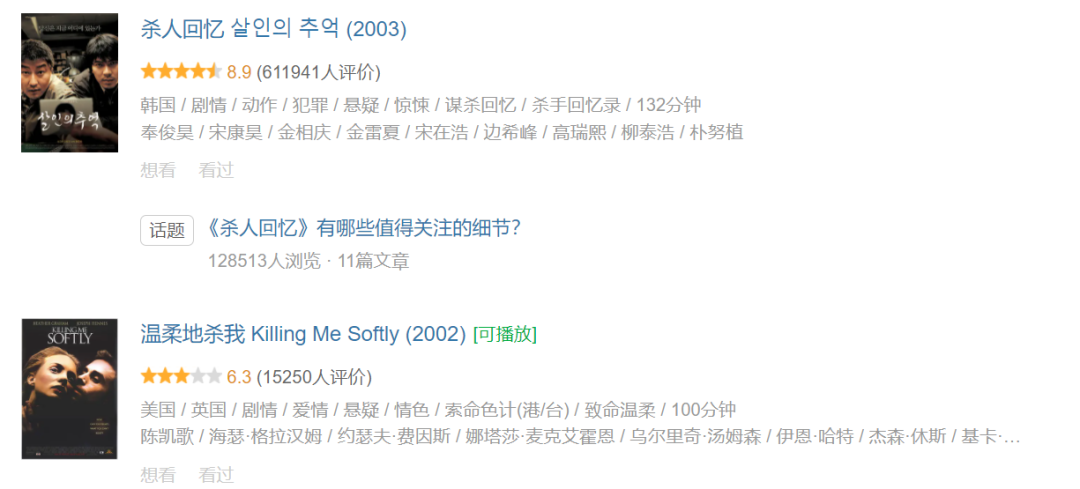 杀人回忆 살인의 추억 (2003)
8.9 (611941人评价)
韩国 / 剧情 / 动作 / 犯罪 / 悬疑 / 惊悚 / 谋杀回忆 / 杀手回忆录 / 132分钟
奉俊昊 / 宋康昊 / 金相庆 / 金雷夏 / 宋在浩 / 边希峰 / 高瑞熙 / 柳泰浩 / 朴努植
想看 看过
话题 《杀人回忆》有哪些值得关注的细节?
128513人浏览 · 11篇文章
살인의추억
温柔地杀我 Killing Me Softly (2002) [可播放]
6.3 (15250人评价)
美国 / 英国 / 剧情 / 爱情 / 悬疑 / 情色 / 索命色计(港/台) / 致命温柔 / 100分钟
陈凯歌 / 海瑟·格拉汉姆 / 约瑟夫·费因斯 / 娜塔莎·麦克艾霍恩 / 乌尔里奇·汤姆森 / 伊恩·哈特 / 杰森·休斯 / 基卡·…
想看 看过
KILLING ME
SOFTLY